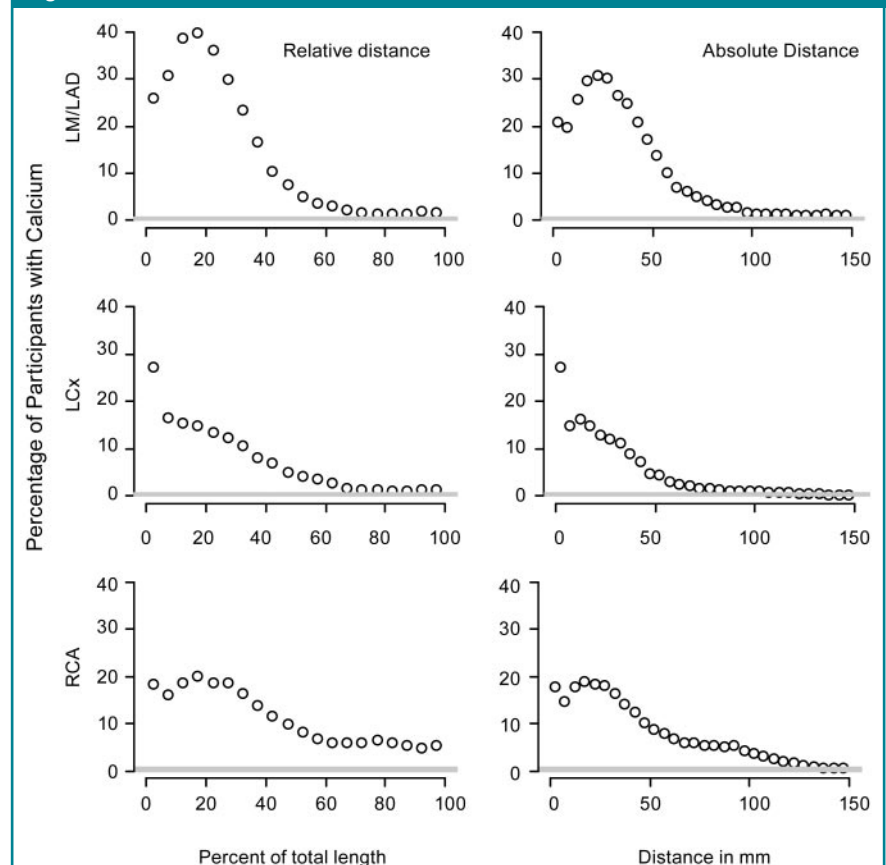 Relative distance
Absolute Distance
Percentage of Participants with Calcium
LM/LAD
40
30
20
10
0
0 20 40 60 80 100
40
30
20
10
0
0 50 100 150
LCx
40
30
20
10
0
0 20 40 60 80 100
40
30
20
10
0
0 50 100 150
RCA
40
30
20
10
0
0 20 40 60 80 100
40
30
20
10
0
0 50 100 150
Percent of total length
Distance in mm